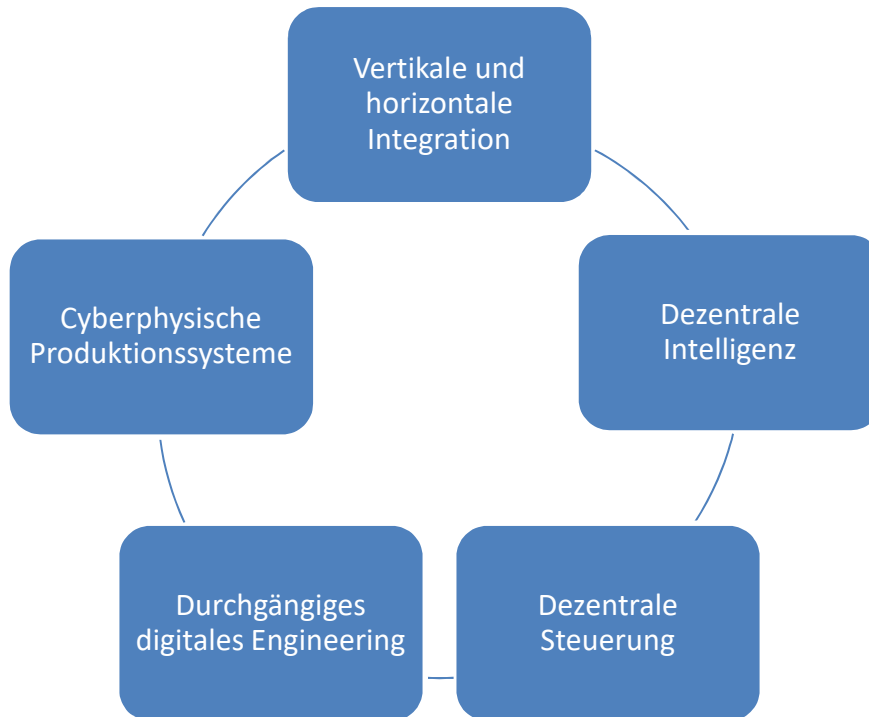 Vertikale und
horizontale
Integration
Dezentrale
Intelligenz
Dezentrale
Steuerung
Durchgängiges
digitales Engineering
Cyberphysische
Produktionssysteme